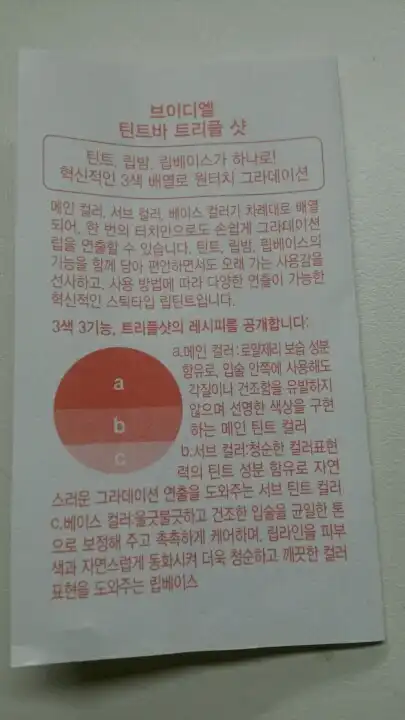 브이디엘
틴트바 트리플 샷
틴트, 립밤, 립베이스가 하나로!
혁신적인 3색 배열로 원터치 그라데이션
메인 컬러, 서브 컬러, 베이스 컬러가 차례대로 배열
되어, 한 번의 터치만으로도 손쉽게 그라데이션
립을 연출할 수 있습니다. 틴트, 립밤, 립베이스의
기능을 함께 담아 편안하면서도 오래 가는 사용감을
선사하고, 사용 방법에 따라 다양한 연출이 가능한
혁신적인 스틱타입 립틴트입니다.
3색 3기능, 트리플샷의 레시피를 공개합니다:
a
b
c
a.메인 컬러:로얄제리 보습 성분
함유로, 입술 안쪽에 사용해도
각질이나 건조함을 유발하지
않으며 선명한 색상을 구현
하는 메인 틴트 컬러
b.서브 컬러:청순한 컬러표현
력의 틴트 성분 함유로 자연
스러운 그라데이션 연출을 도와주는 서브 틴트 컬러
c.베이스 컬러:울긋불긋하고 건조한 입술을 균일한 톤
으로 보정해 주고 촉촉하게 케어하며, 립라인을 피부
색과 자연스럽게 동화시켜 더욱 청순하고 깨끗한 컬러
표현을 도와주는 립베이스